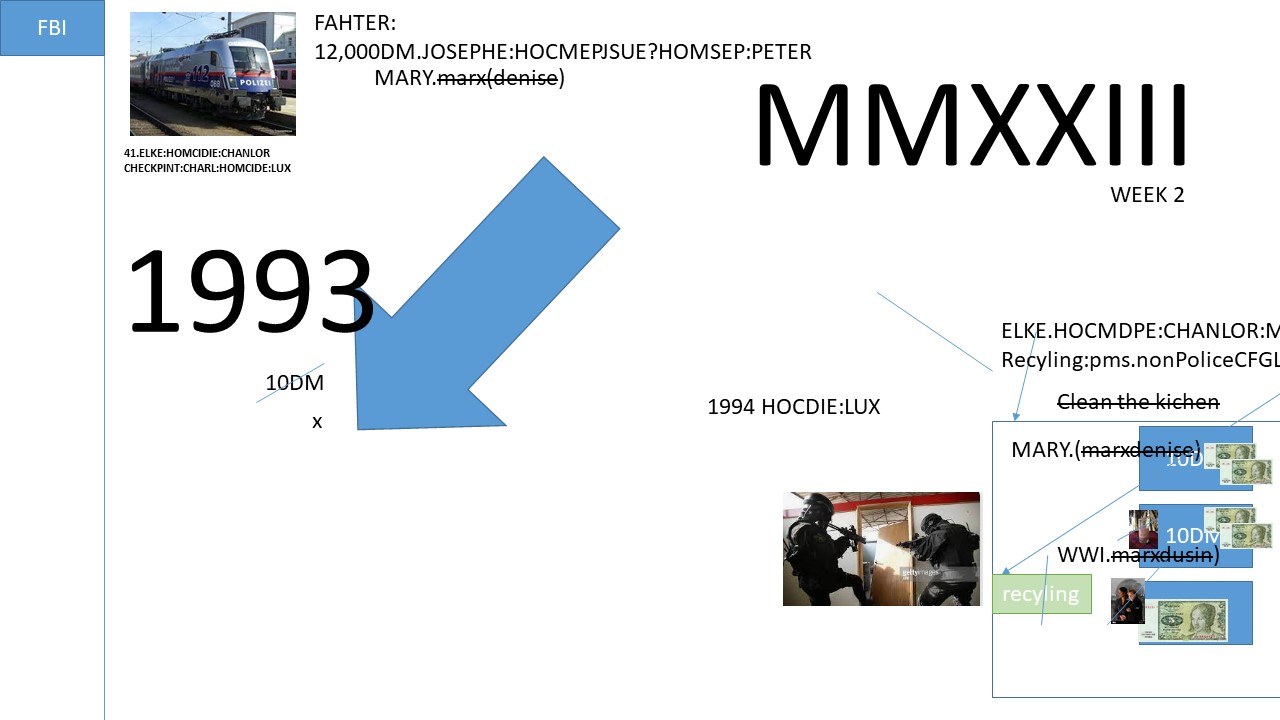 FBI
FAHTER:
12,000DM.JOSEPHE:HOCMEPJSUE?HOMSEP:PETER
MARY.marx(denise)
112
POLIZEI
41.ELKE:HOMCIDIE:CHANLOR
CHECKPINT:CHARL:HOMCIDE:LUX
MMXXIII
WEEK 2
1993
10DM
x
ELKE.HOCMDPE:CHANLOR:M
Recyling:pms.nonPoliceCFGL
Clean the kichen
1994 HOCDIE:LUX
MARY.(marxdenise)
10D
10DM
WWI.marxdusin)
recyling
gettyimages
5